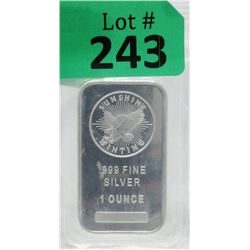 Lot #
243
SUNSHINE
MINTING
.999 FINE
SILVER
1 OUNCE